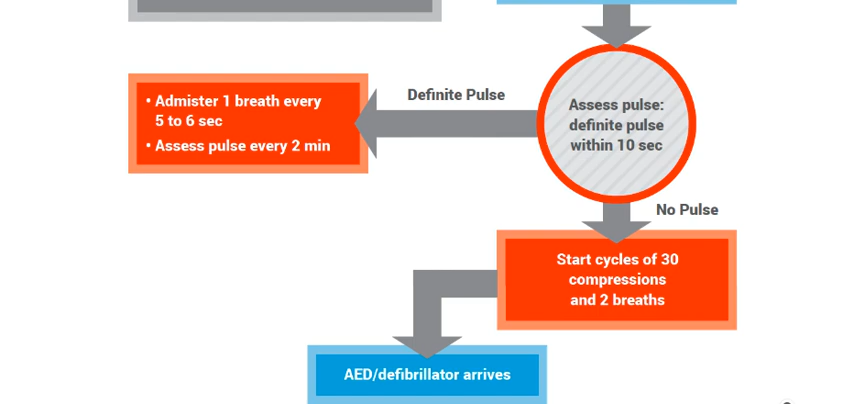 Definite Pulse
Assess pulse:
definite pulse
within 10 sec
• Admister 1 breath every
5 to 6 sec
• Assess pulse every 2 min
No Pulse
Start cycles of 30
compressions
and 2 breaths
AED/defibrillator arrives